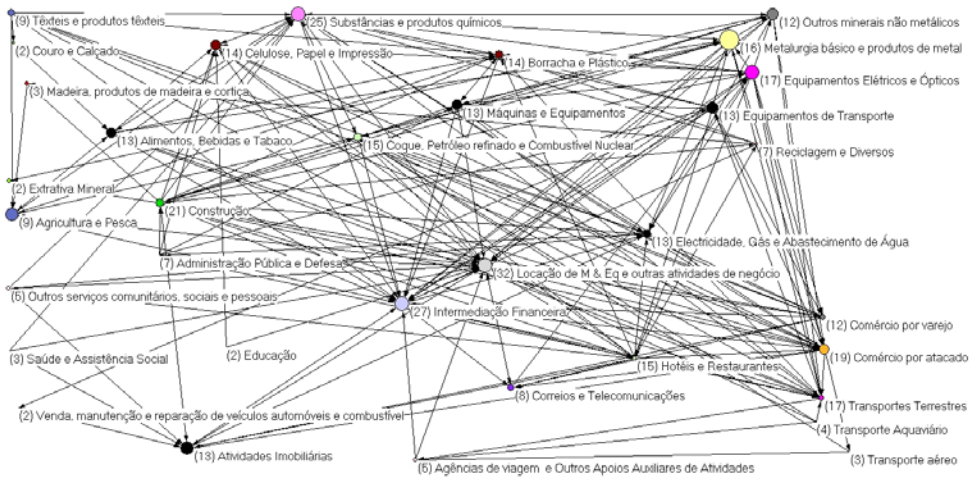 (9) Têxteis e produtos têxteis
(25) Substâncias e produtos químicos
(12) Outros minerais não metálicos
(2) Couro e Calçado
(14) Celulose, Papel e Impressão
(16) Metalurgia básico e produtos de metal
(14) Borracha e Plástico
(17) Equipamentos Elétricos e Ópticos
(3) Madeira, produtos de madeira e cortiça
(13) Máquinas e Equipamentos
(13) Equipamentos de Transporte
(13) Alimentos, Bebidas e Tabaco
(15) Coque, Petróleo refinado e Combustível Nuclear
(7) Reciclagem e Diversos
(2) Extrativa Mineral
(21) Construção
(9) Agricultura e Pesca
(13) Electricidade, Gás e Abastecimento de Água
(7) Administração Pública e Defesa
(32) Locação de M & Eq e outras atividades de negócio
(6) Outros serviços comunitários, sociais e pessoais
(27) Intermediação Financeira
(12) Comércio por varejo
(3) Saúde e Assistência Social
(2) Educação
(19) Comércio por atacado
(15) Hotéis e Restaurantes
(8) Correios e Telecomunicações
(17) Transportes Terrestres
(2) Venda, manutenção e reparação de veículos automóveis e combustível
(4) Transporte Aquaviário
(13) Atividades Imobiliárias
(3) Transporte aéreo
(5) Agências de viagem e Outros Apoios Auxiliares de Atividades